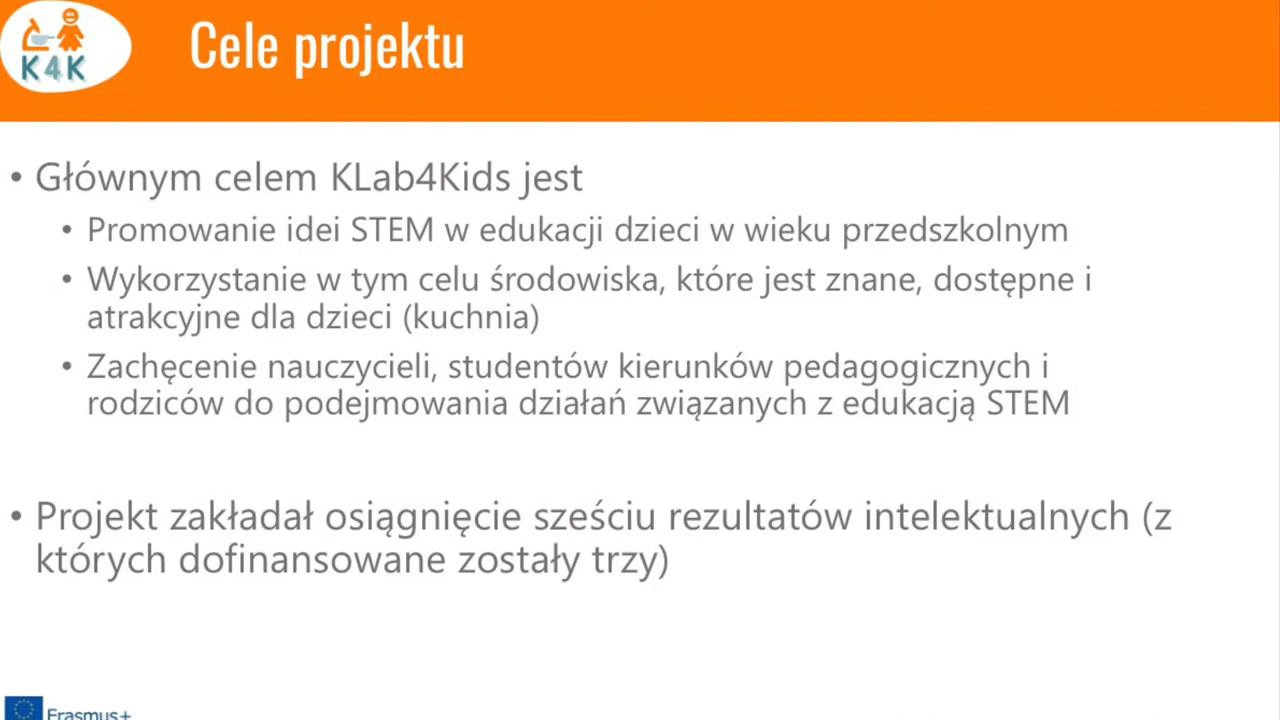 K4K
Cele projektu
• Głównym celem KLab4Kids jest
• Promowanie idei STEM w edukacji dzieci w wieku przedszkolnym
• Wykorzystanie w tym celu środowiska, które jest znane, dostępne i
atrakcyjne dla dzieci (kuchnia)
• Zachęcenie nauczycieli, studentów kierunków pedagogicznych i
rodziców do podejmowania działań związanych z edukacją STEM
• Projekt zakładał osiągnięcie sześciu rezultatów intelektualnych (z
których dofinansowane zostały trzy)
Erasmus+